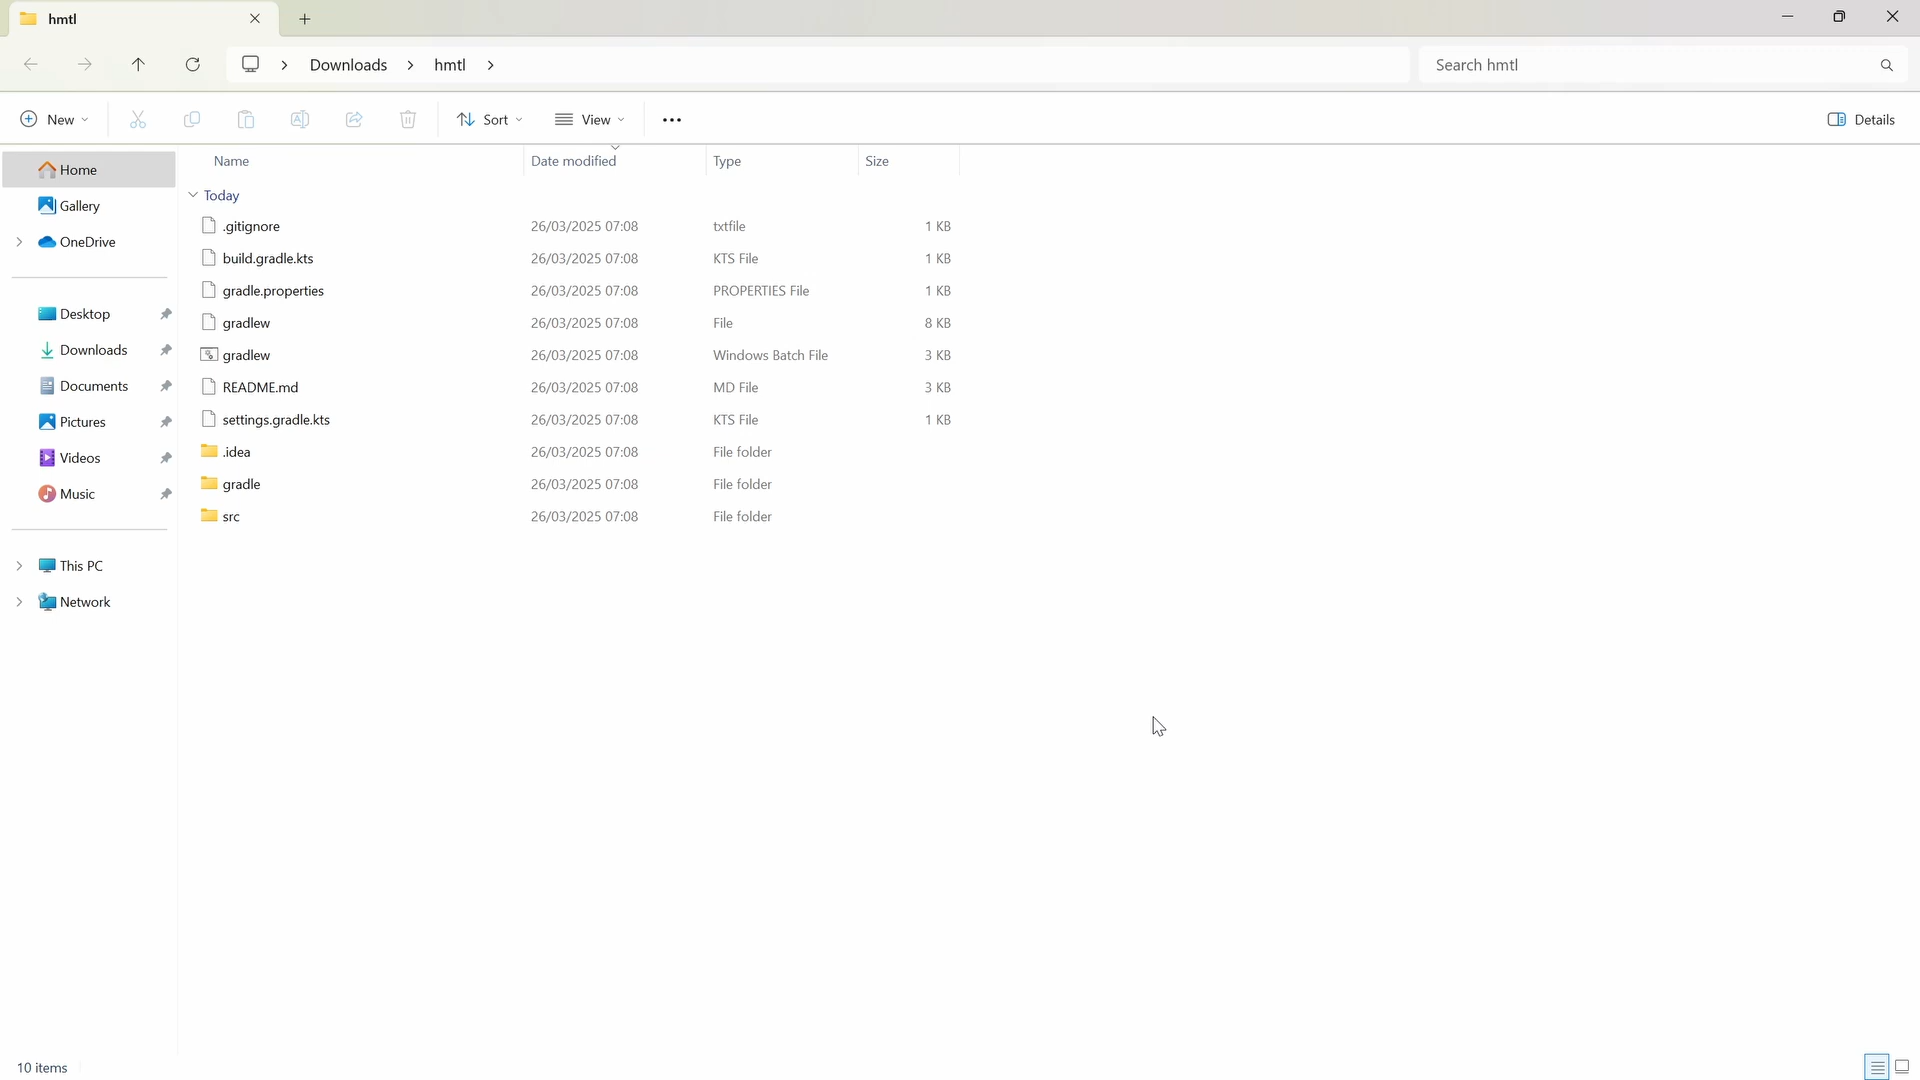 hmtl
Downloads
hmtl
Search hmtl
New
Sort
View
Details
Home
Gallery
OneDrive
Desktop
Downloads
Documents
Pictures
Videos
Music
This PC
Network
Name Date modified Type Size
Today
.gitignore 26/03/2025 07:08 txtfile 1 KB
build.gradle.kts 26/03/2025 07:08 KTS File 1 KB
gradle.properties 26/03/2025 07:08 PROPERTIES File 1 KB
gradlew 26/03/2025 07:08 File 8 KB
gradlew 26/03/2025 07:08 Windows Batch File 3 KB
README.md 26/03/2025 07:08 MD File 3 KB
settings.gradle.kts 26/03/2025 07:08 KTS File 1 KB
.idea 26/03/2025 07:08 File folder
gradle 26/03/2025 07:08 File folder
src 26/03/2025 07:08 File folder
10 items